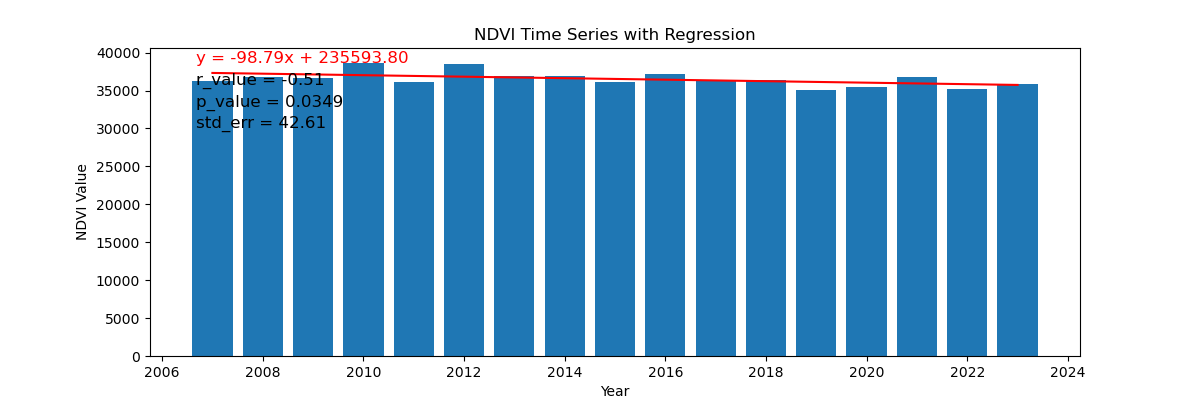 NDVI Time Series with Regression
y = -98.79x + 235593.80
r_value = -0.51
p_value = 0.0349
std_err = 42.61
NDVI Value
40000
35000
30000
25000
20000
15000
10000
5000
0
2006 2008 2010 2012 2014 2016 2018 2020 2022 2024
Year